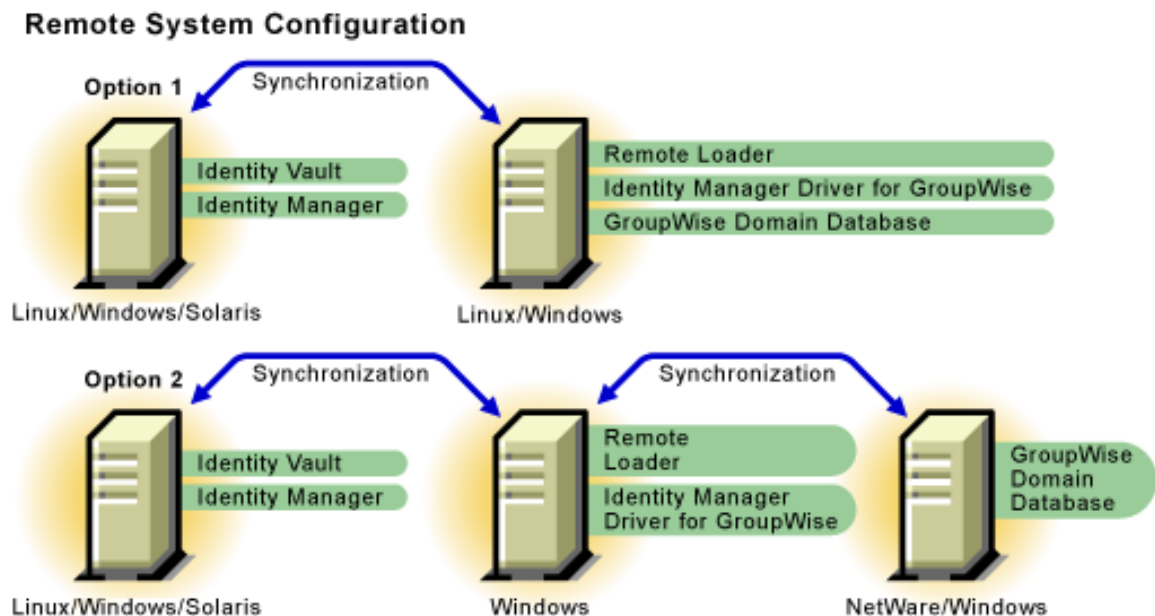 Remote System Configuration
Option 1
Synchronization
Identity Vault
Identity Manager
Remote Loader
Identity Manager Driver for GroupWise
GroupWise Domain Database
Linux/Windows/Solaris
Linux/Windows
Option 2
Synchronization
Synchronization
Identity Vault
Identity Manager
Remote
Loader
Identity Manager
Driver for GroupWise
GroupWise
Domain
Database
Linux/Windows/Solaris
Windows
NetWare/Windows